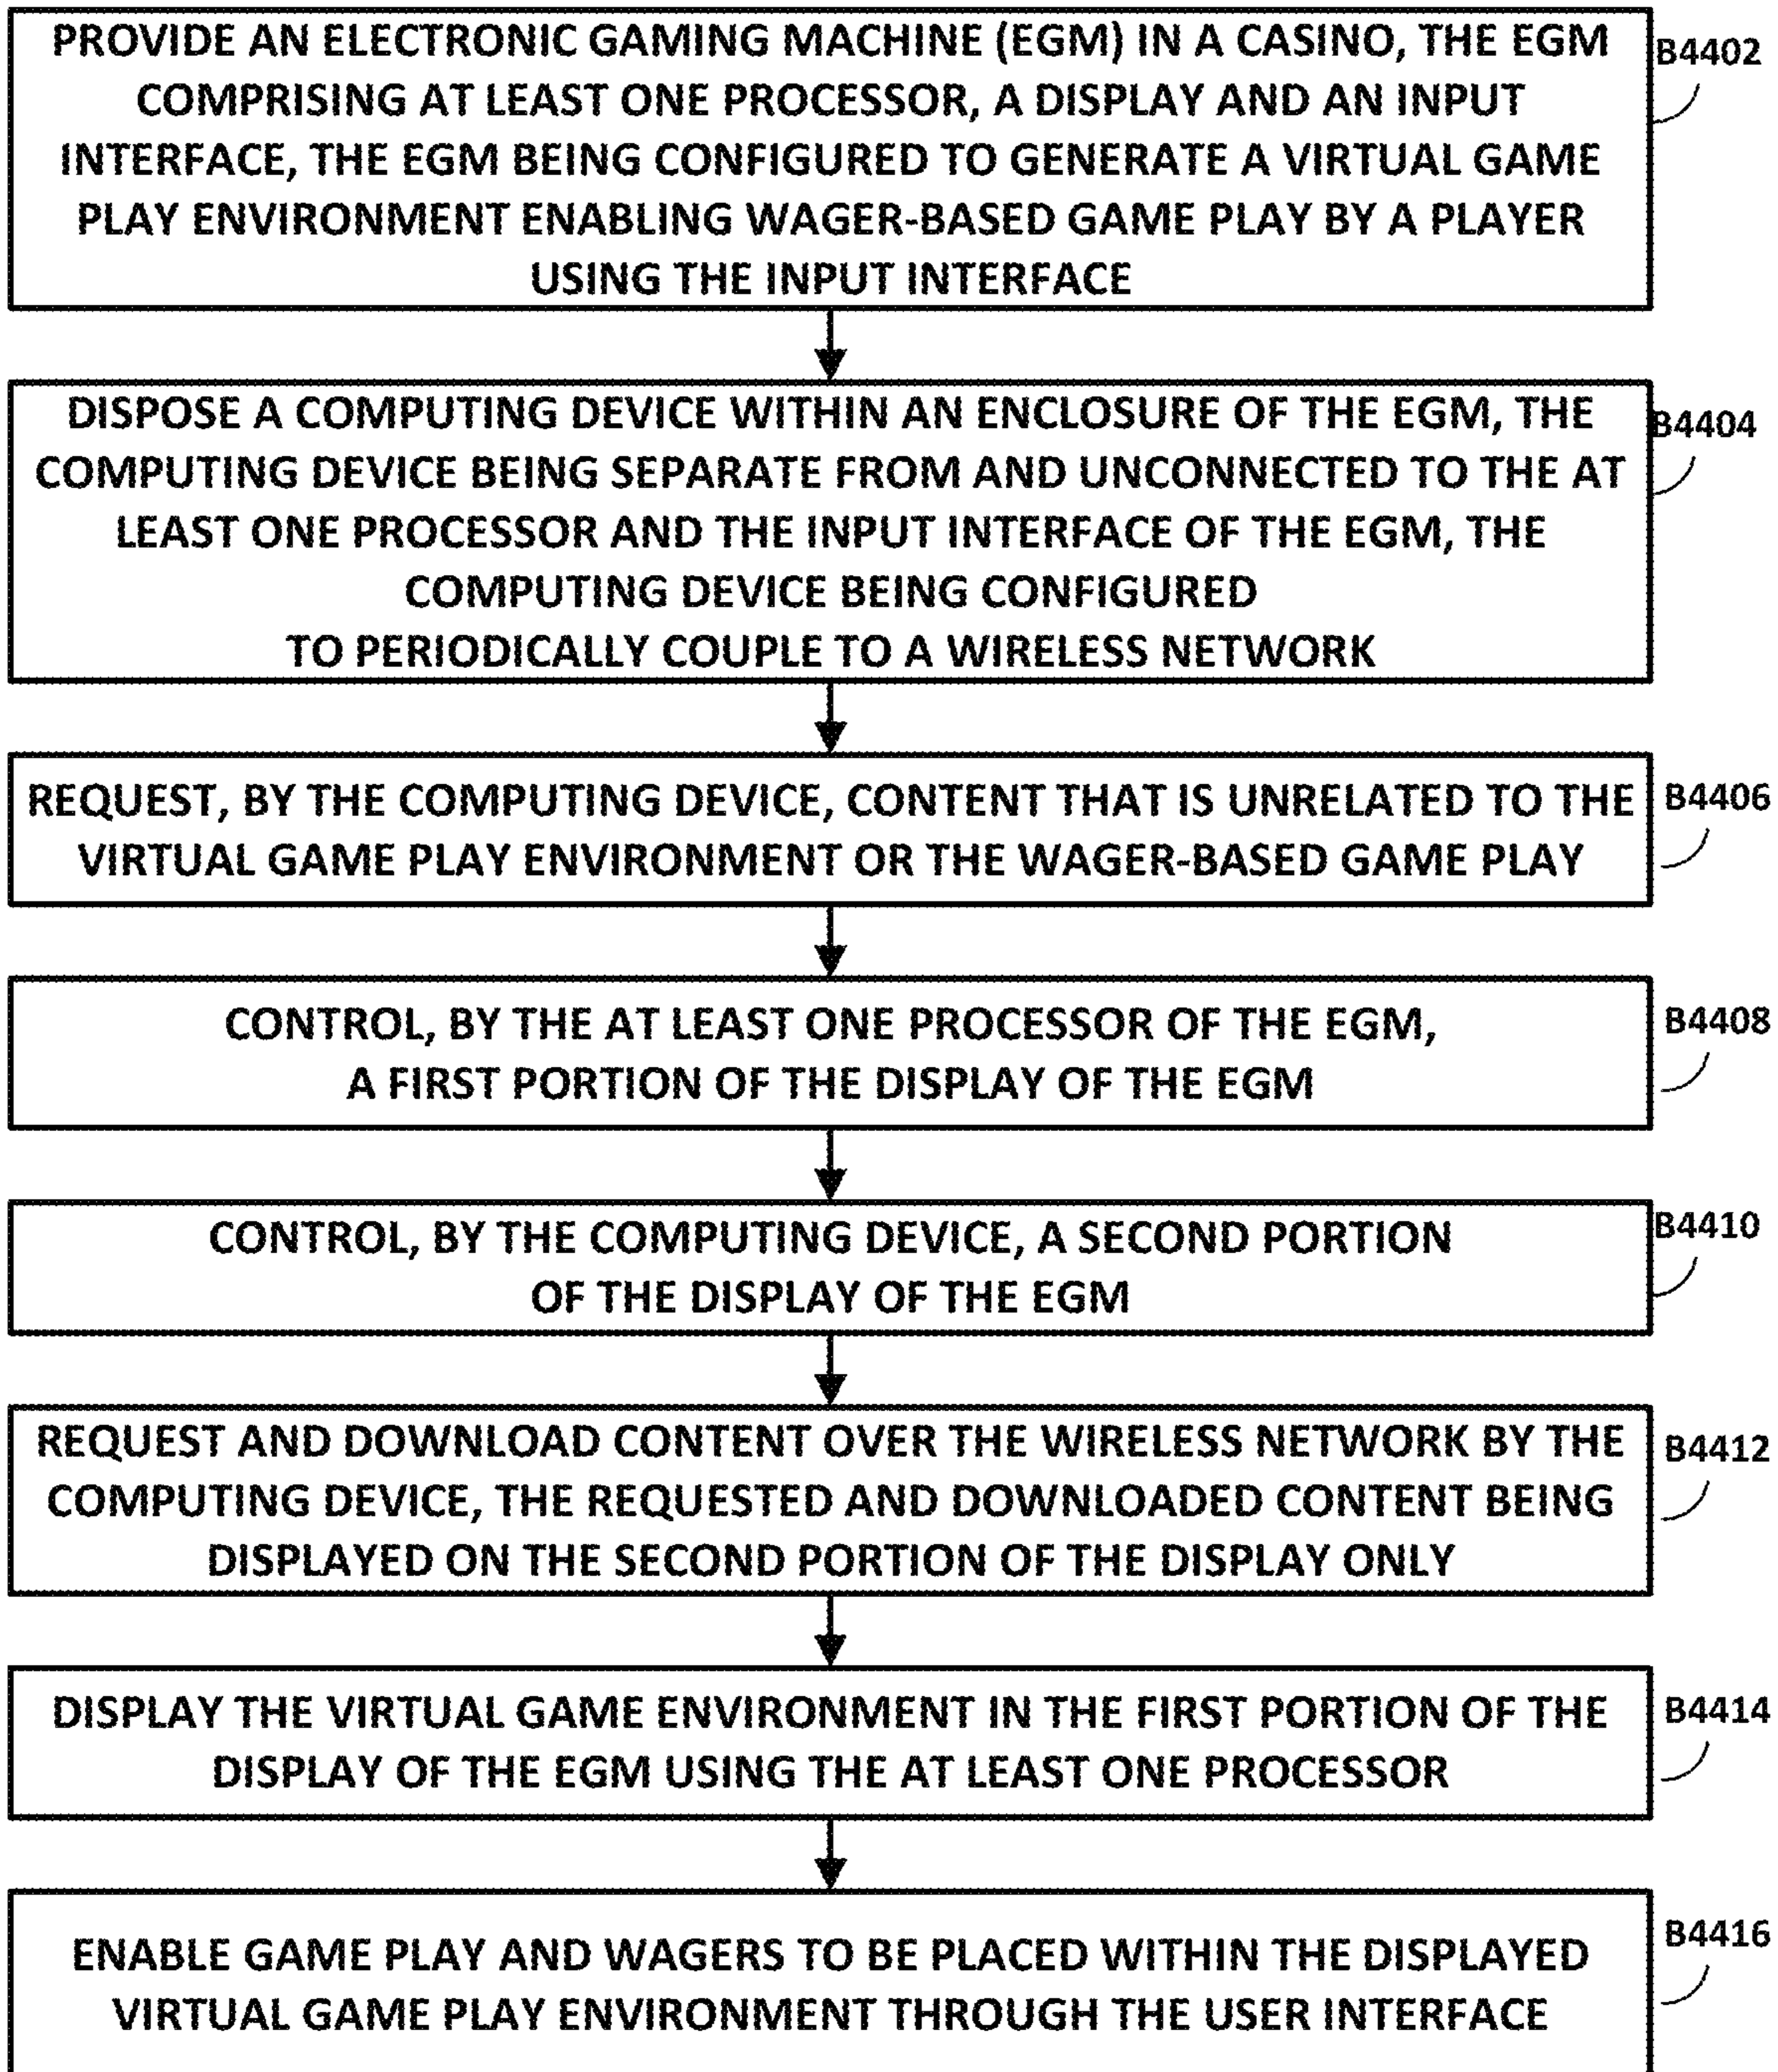 PROVIDE AN ELECTRONIC GAMING MACHINE (EGM) IN A CASINO, THE EGM
COMPRISING AT LEAST ONE PROCESSOR, A DISPLAY AND AN INPUT
INTERFACE, THE EGM BEING CONFIGURED TO GENERATE A VIRTUAL GAME
PLAY ENVIRONMENT ENABLING WAGER-BASED GAME PLAY BY A PLAYER
USING THE INPUT INTERFACE
B4402
DISPOSE A COMPUTING DEVICE WITHIN AN ENCLOSURE OF THE EGM, THE
COMPUTING DEVICE BEING SEPARATE FROM AND UNCONNECTED TO THE AT
LEAST ONE PROCESSOR AND THE INPUT INTERFACE OF THE EGM, THE
COMPUTING DEVICE BEING CONFIGURED
TO PERIODICALLY COUPLE TO A WIRELESS NETWORK
B4404
REQUEST, BY THE COMPUTING DEVICE, CONTENT THAT IS UNRELATED TO THE
VIRTUAL GAME PLAY ENVIRONMENT OR THE WAGER-BASED GAME PLAY
B4406
CONTROL, BY THE AT LEAST ONE PROCESSOR OF THE EGM,
A FIRST PORTION OF THE DISPLAY OF THE EGM
B4408
CONTROL, BY THE COMPUTING DEVICE, A SECOND PORTION
OF THE DISPLAY OF THE EGM
B4410
REQUEST AND DOWNLOAD CONTENT OVER THE WIRELESS NETWORK BY THE
COMPUTING DEVICE, THE REQUESTED AND DOWNLOADED CONTENT BEING
DISPLAYED ON THE SECOND PORTION OF THE DISPLAY ONLY
B4412
DISPLAY THE VIRTUAL GAME ENVIRONMENT IN THE FIRST PORTION OF THE
DISPLAY OF THE EGM USING THE AT LEAST ONE PROCESSOR
B4414
ENABLE GAME PLAY AND WAGERS TO BE PLACED WITHIN THE DISPLAYED
VIRTUAL GAME PLAY ENVIRONMENT THROUGH THE USER INTERFACE
B4416